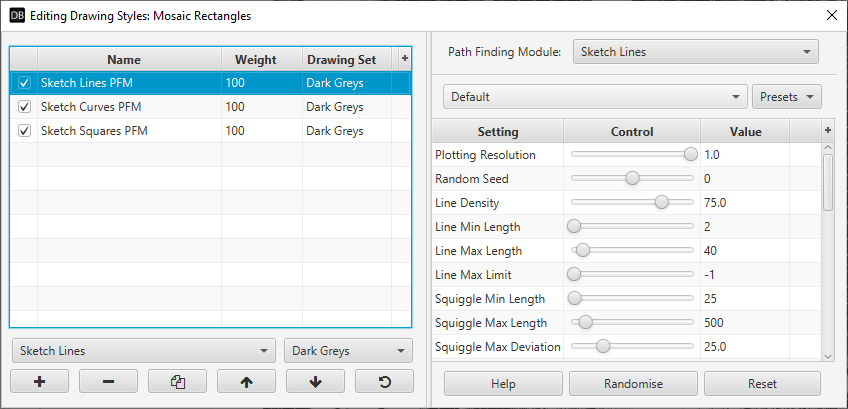 DB Editing Drawing Styles: Mosaic Rectangles
Name Weight Drawing Set +
Sketch Lines PFM 100 Dark Greys
Sketch Curves PFM 100 Dark Greys
Sketch Squares PFM 100 Dark Greys
Sketch Lines Dark Greys
Path Finding Module: Sketch Lines
Default Presets
Setting Control Value +
Plotting Resolution 1.0
Random Seed 0
Line Density 75.0
Line Min Length 2
Line Max Length 40
Line Max Limit -1
Squiggle Min Length 25
Squiggle Max Length 500
Squiggle Max Deviation 25.0
Help Randomise Reset